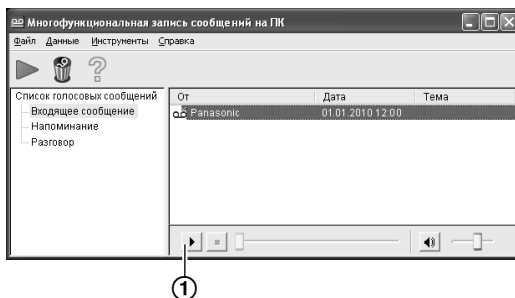 Многофункциональная запись сообщений на ПК
Файл Данные Инструменты Справка
Список голосовых сообщений
Входящее сообщение
Напоминание
Разговор
От Дата Тема
Panasonic 01.01.2010 12:00
1